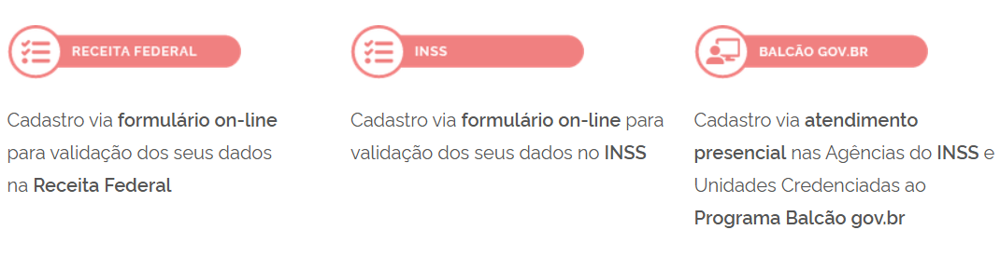 RECEITA FEDERAL
Cadastro via formulário on-line
para validação dos seus dados
na Receita Federal
INSS
Cadastro via formulário on-line para
validação dos seus dados no INSS
BALCÃO GOV.BR
Cadastro via atendimento
presencial nas Agências do INSS e
Unidades Credenciadas ao
Programa Balcão gov.br